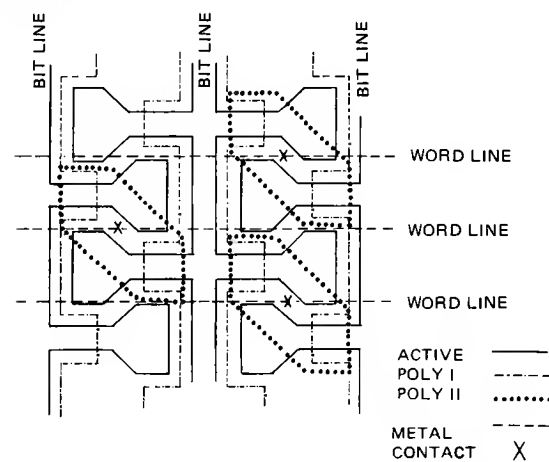 BIT LINE
BIT LINE
BIT LINE
WORD LINE
WORD LINE
WORD LINE
ACTIVE
POLY I
POLY II
METAL
CONTACT X